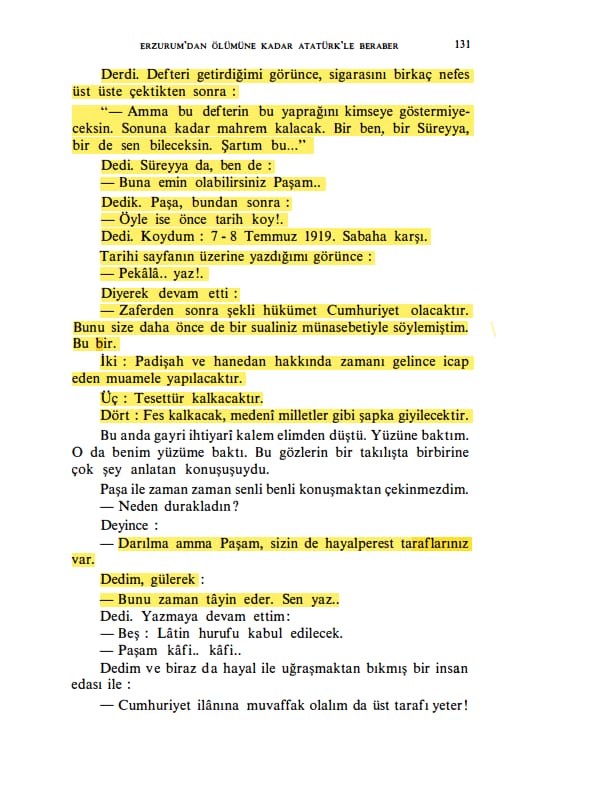 ERZURUM'DAN ÖLÜMÜNE KADAR ATATÜRK'LE BERABER 131
Derdi. Defteri getirdiğimi görünce, sigarasını birkaç nefes
üst üste çektikten sonra :
“— Amma bu defterin bu yaprağını kimseye göstermiye-
ceksin. Sonuna kadar mahrem kalacak. Bir ben, bir Süreyya,
bir de sen bileceksin. Şartım bu...”
Dedi. Süreyya da, ben de :
— Buna emin olabilirsiniz Paşam..
Dedik. Paşa, bundan sonra :
— Öyle ise önce tarih koy!.
Dedi. Koydum : 7 - 8 Temmuz 1919. Sabaha karşı.
Tarihi sayfanın üzerine yazdığımı görünce :
— Pekâlâ.. yaz!.
Diyerek devam etti :
— Zaferden sonra şekli hükümet Cumhuriyet olacaktır.
Bunu size daha önce de bir sualiniz münasebetiyle söylemiştim.
Bu bir.
İki : Padişah ve hanedan hakkında zamanı gelince icap
eden muamele yapılacaktır.
Üç : Tesettür kalkacaktır.
Dört : Fes kalkacak, medenî milletler gibi şapka giyilecektir.
Bu anda gayri ihtiyarî kalem elimden düştü. Yüzüne baktım.
O da benim yüzüme baktı. Bu gözlerin bir takılışta birbirine
çok şey anlatan konuşuşuydu.
Paşa ile zaman zaman senli benli konuşmaktan çekinmezdim.
— Neden durakladın?
Deyince :
— Darılma amma Paşam, sizin de hayalperest taraflarınız
var.
Dedim, gülerek :
— Bunu zaman tâyin eder. Sen yaz..
Dedi. Yazmaya devam ettim:
— Beş : Lâtin hurufu kabul edilecek.
— Paşam kâfi.. kâfi..
Dedim ve biraz da hayal ile uğraşmaktan bıkmış bir insan
edası ile :
— Cumhuriyet ilânına muvaffak olalım da üst tarafı yeter!